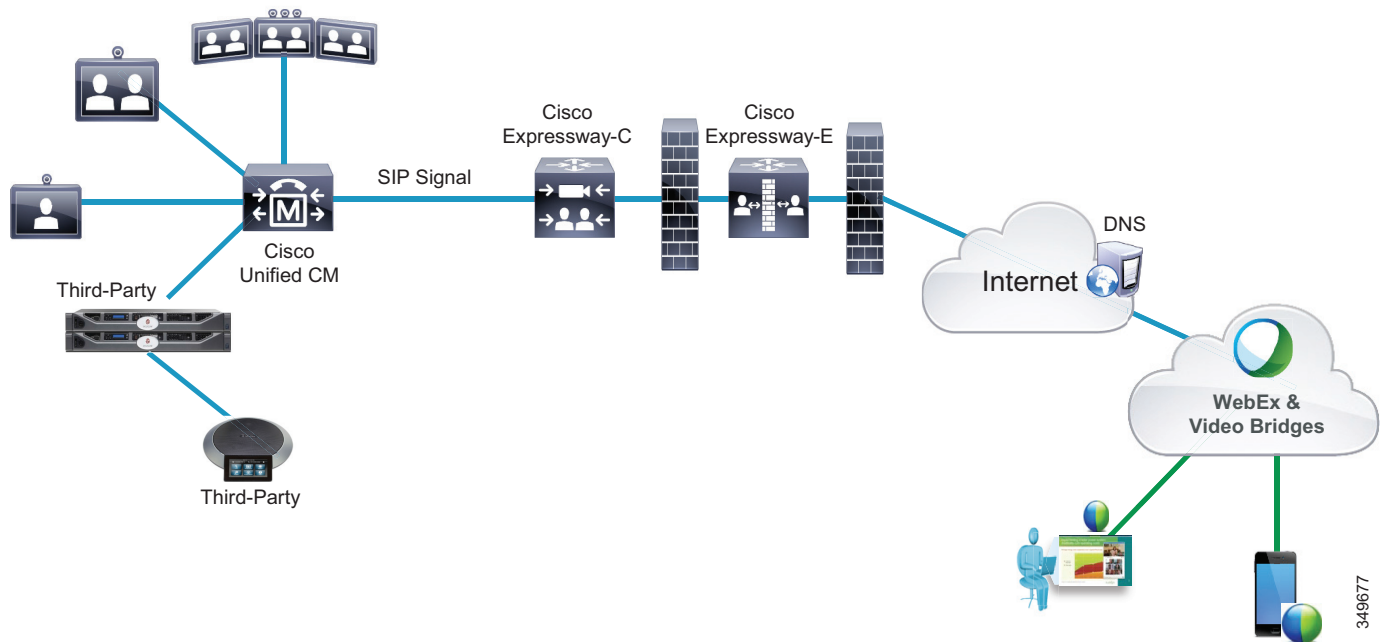 Cisco
Expressway-C
Cisco
Expressway-E
SIP Signal
M
Cisco
Unified CM
DNS
Internet
Third-Party
WebEx &
Video Bridges
Third-Party
349677